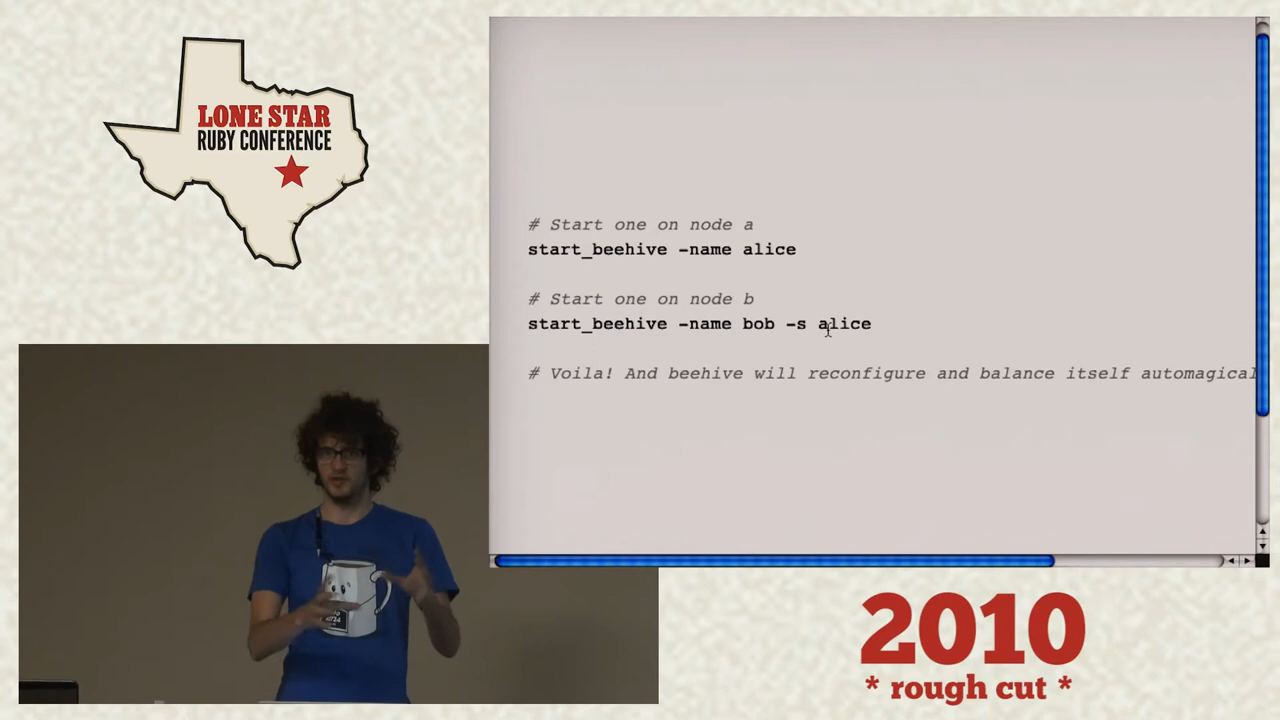 LONE STAR
RUBY CONFERENCE
# Start one on node a
start_beehive -name alice
# Start one on node b
start_beehive -name bob -s alice
# Voila! And beehive will reconfigure and balance itself automagical
2010
* rough cut *